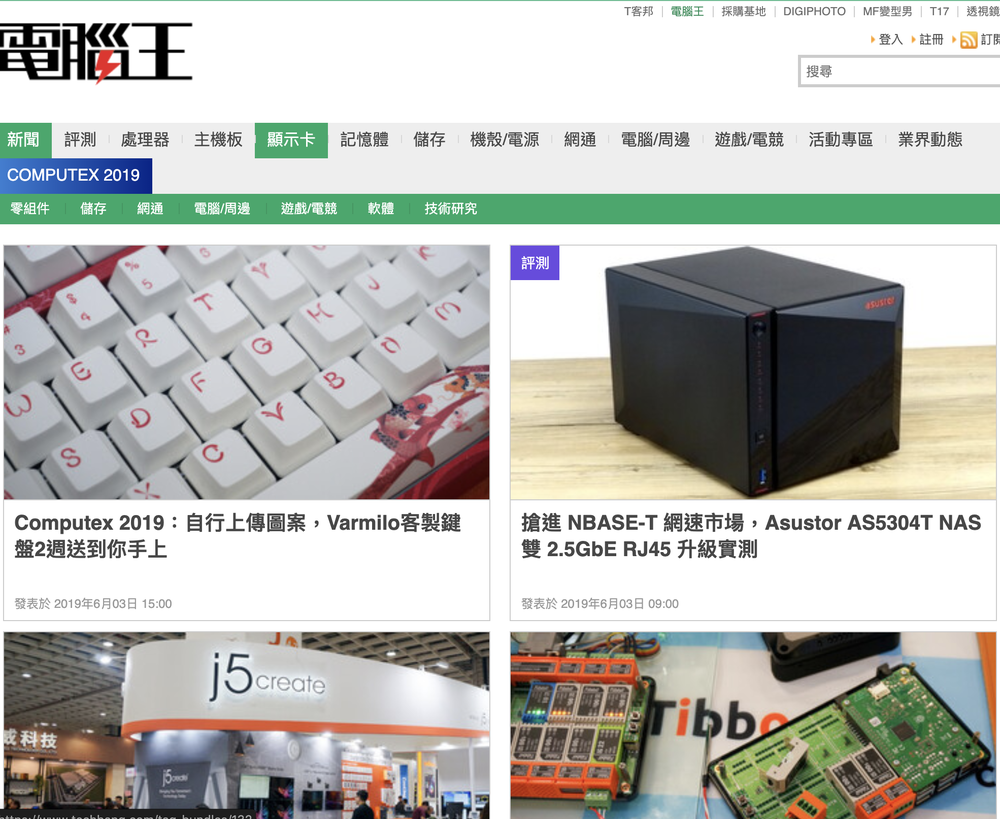 T客邦 電腦王 採購基地 DIGIPHOTO MF變型男 T17 透視鏡
電腦王
登入 註冊 訂閱
搜尋
新聞 評測 處理器 主機板 顯示卡 記憶體 儲存 機殼/電源 網通 電腦/周邊 遊戲/電競 活動專區 業界動態
COMPUTEX 2019
零組件 儲存 網通 電腦/周邊 遊戲/電競 軟體 技術研究
評測
asustor
Computex 2019：自行上傳圖案，Varmilo客製鍵
盤2週送到你手上
發表於 2019年6月03日 15:00
搶進 NBASE-T 網速市場，Asustor AS5304T NAS
雙 2.5GbE RJ45 升級實測
發表於 2019年6月03日 09:00
j5create
威科技
j5create
Tibbo